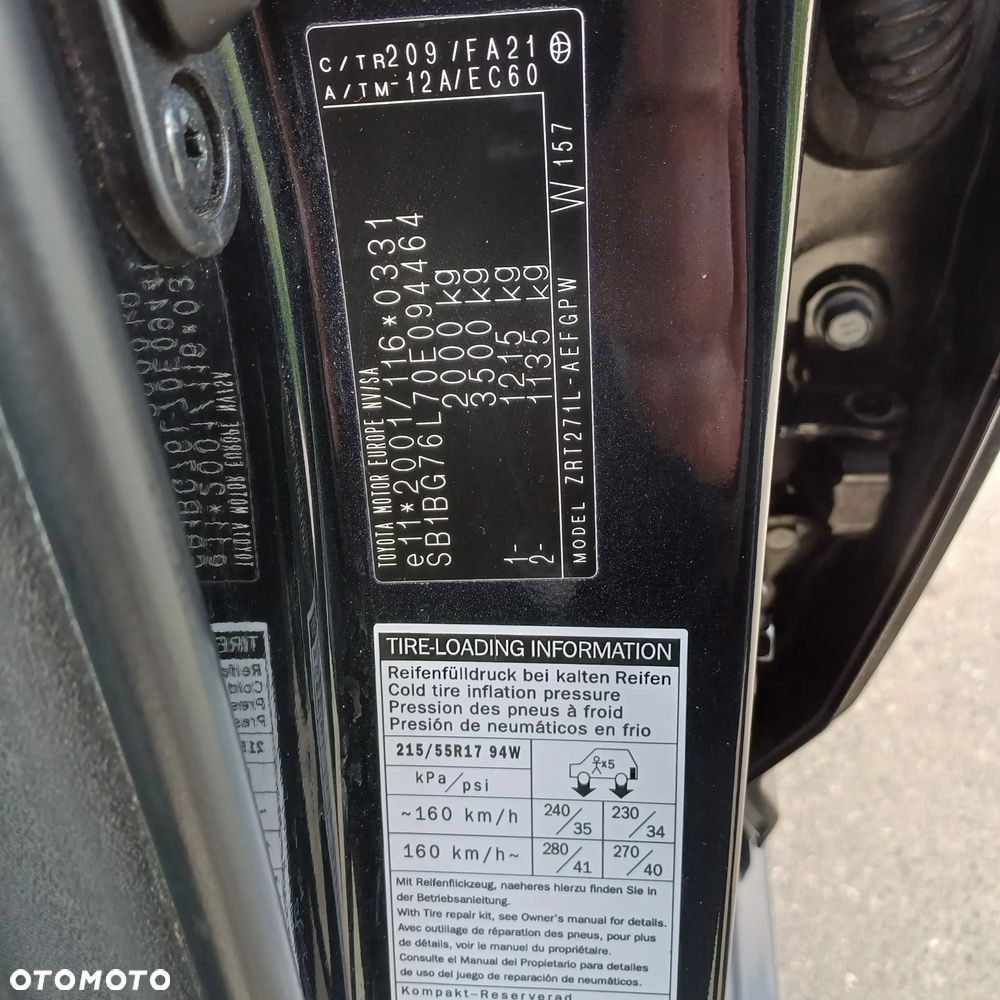 C/TR 209/FA21
A/TM -12A/EC60
TOYOTA MOTOR EUROPE NV/SA
e11*2001/116*0331
SB1BG76L70E094464
2000 kg
3500 kg
1- 1215 kg
2- 1135 kg
MODEL ZRT271L-AEFGPW W 157
TIRE-LOADING INFORMATION
Reifenfülldruck bei kalten Reifen
Cold tire inflation pressure
Pression des pneus à froid
Presión de neumáticos en frio
215/55R17 94W
x5
kPa/psi
~160 km/h 240/35 230/34
160 km/h~ 280/41 270/40
Mit Reifenflickzeug, naeheres hierzu finden Sie in
der Betriebsanleitung.
With Tire repair kit, see Owner's manual for details.
Avec outillage de réparation des pneus, pour plus
de détails, voir le manuel du propriétaire.
Consulte el Manual del Propietario para detalles
de uso del juego de reparación de neumáticos.
Kompakt-Reserverad
OTOMOTO